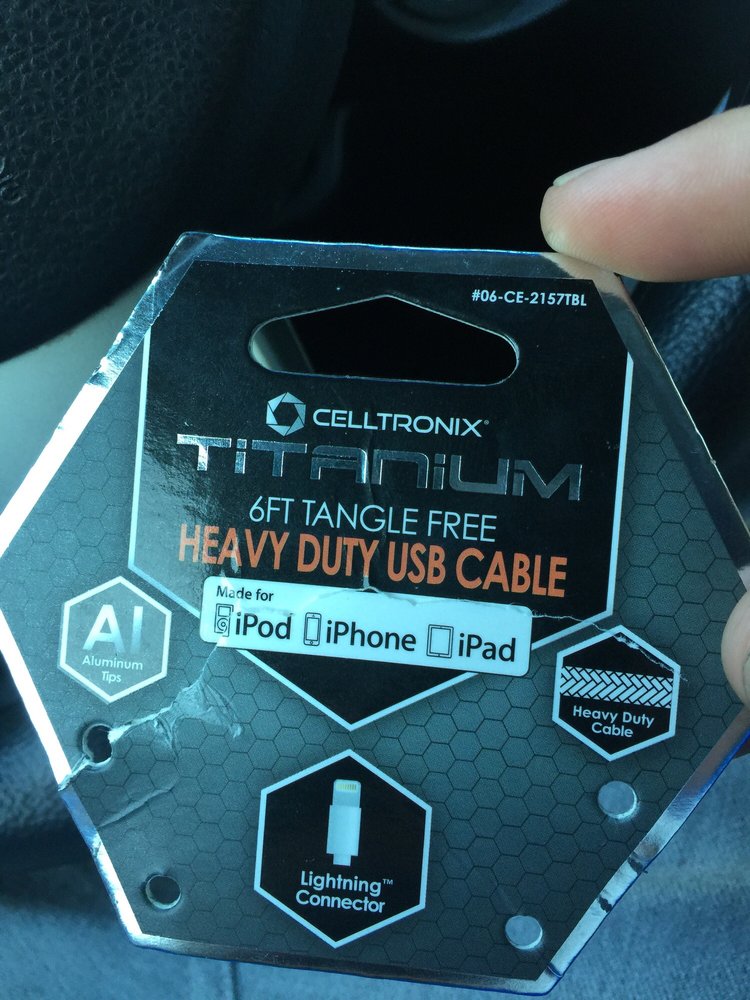 #06-CE-2157TBL
CELLTRONIX®
TiTANiUM
6FT TANGLE FREE
HEAVY DUTY USB CABLE
Made for
iPod iPhone iPad
Al
Aluminum
Tips
Heavy Duty
Cable
Lightning™
Connector